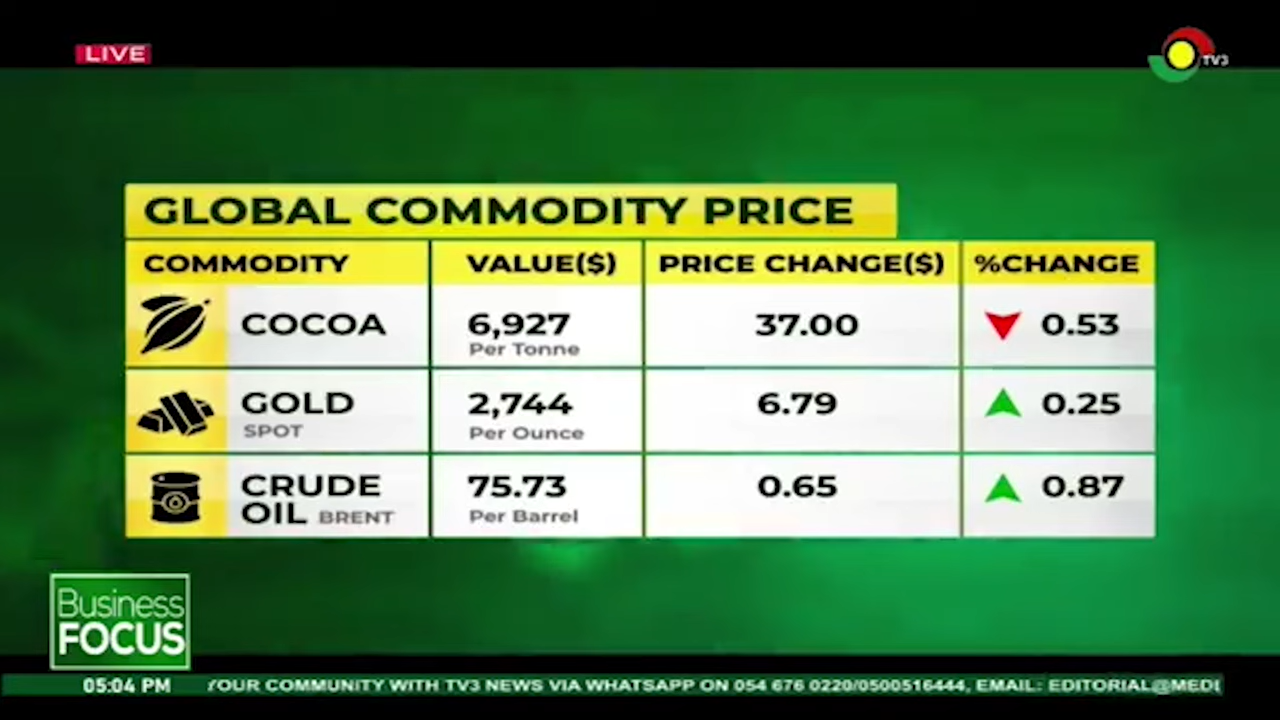 LIVE
TV3
GLOBAL COMMODITY PRICE
COMMODITY VALUE($) PRICE CHANGE($) %CHANGE
COCOA 6,927 37.00 0.53
Per Tonne
GOLD 2,744 6.79 0.25
SPOT Per Ounce
CRUDE 75.73 0.65 0.87
OIL BRENT Per Barrel
Business
FOCUS
05:04 PM YOUR COMMUNITY WITH TV3 NEWS VIA WHATSAPP ON 054 676 0220/0500516444, EMAIL: EDITORIAL@MEDI